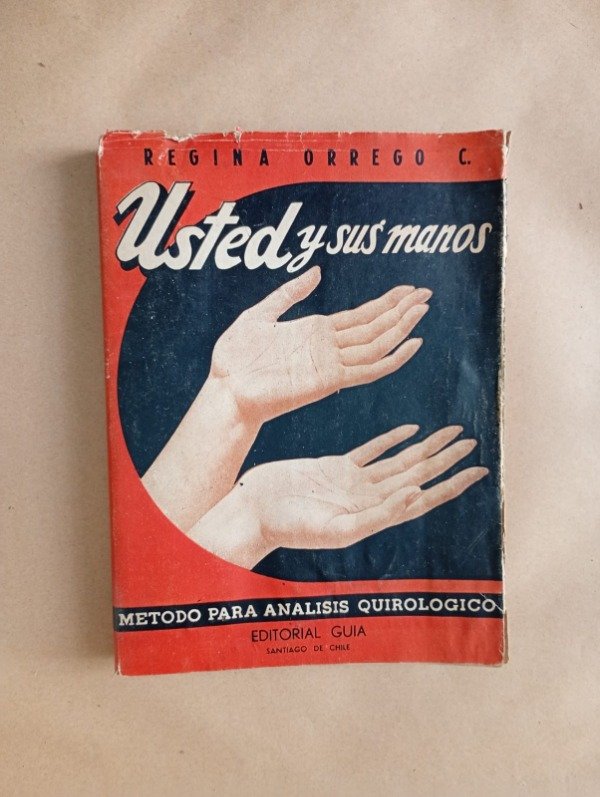 REGINA ORREGO C.
Usted y sus manos
METODO PARA ANALISIS QUIROLOGICO
EDITORIAL GUIA
SANTIAGO DE CHILE